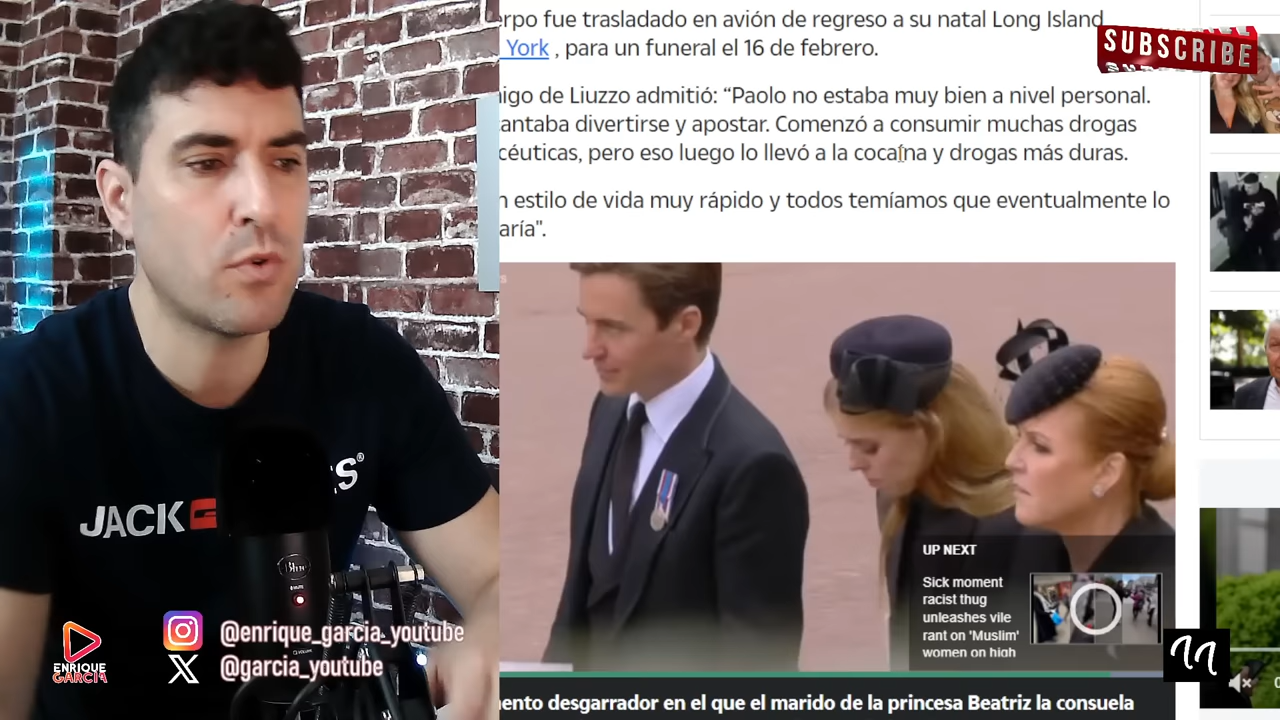 erpo fue trasladado en avión de regreso a su natal Long Island
York , para un funeral el 16 de febrero.
nigo de Liuzzo admitió: “Paolo no estaba muy bien a nivel personal.
antaba divertirse y apostar. Comenzó a consumir muchas drogas
céuticas, pero eso luego lo llevó a la cocaína y drogas más duras.
n estilo de vida muy rápido y todos temíamos que eventualmente lo
aría".
SUBSCRIBE
JACK
S®
UP NEXT
Sick moment
racist thug
unleashes vile
rant on 'Muslim'
women on high
@enrique_garcia_youtube
@garcia_youtube
ENRIQUE
GARCIA
nento desgarrador en el que el marido de la princesa Beatriz la consuela